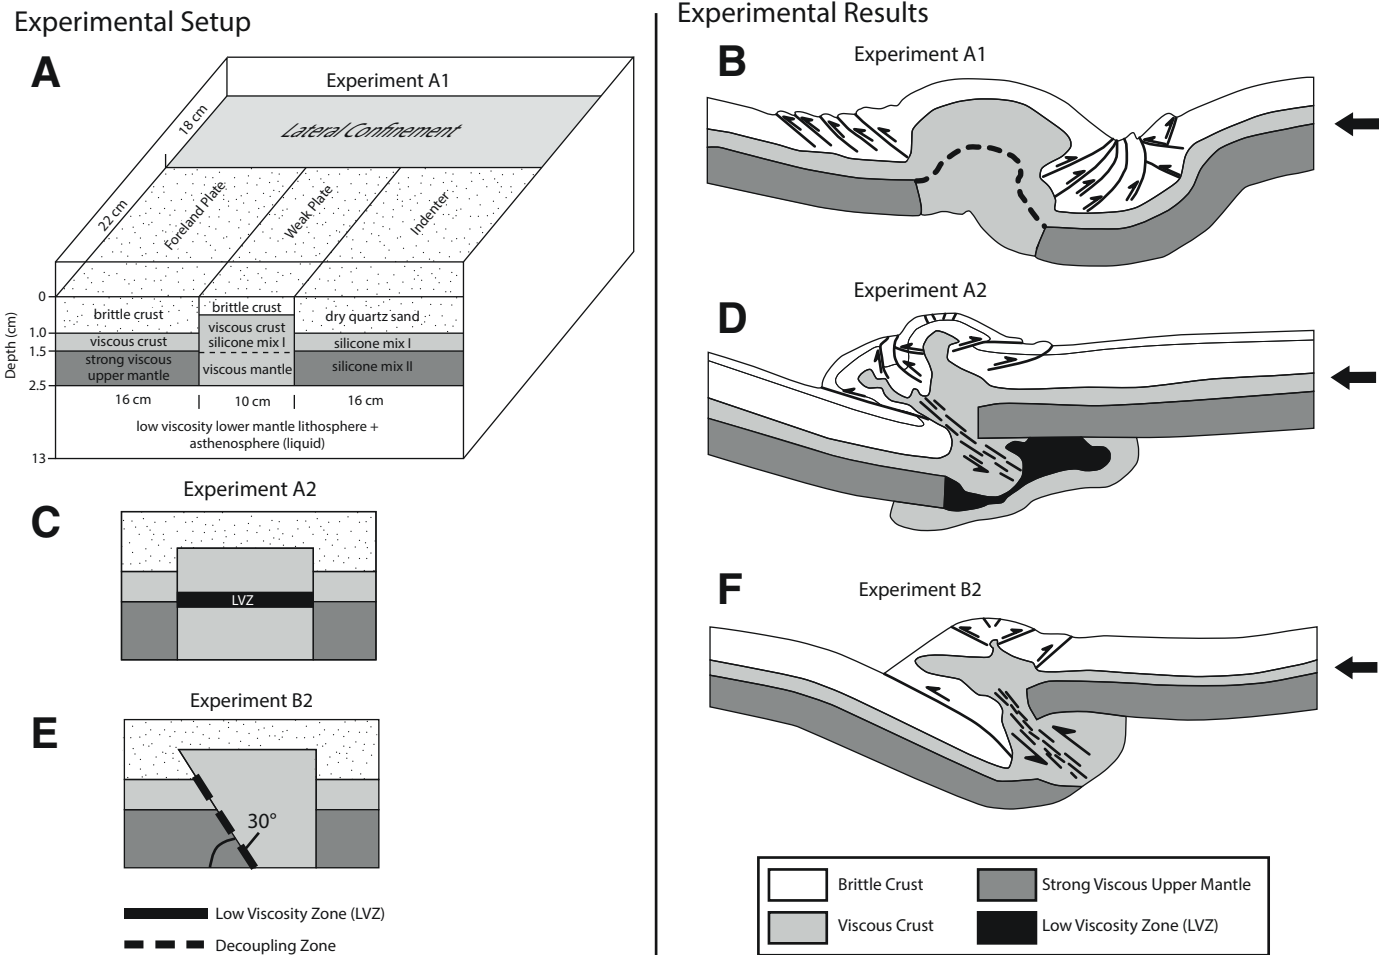 Experimental Setup
A
Experiment A1
18 cm
Lateral Confinement
22 cm
Foreland Plate
Weak Plate
Indenter
Depth (cm)
0
1.0
1.5
2.5
13
brittle crust
brittle crust
dry quartz sand
viscous crust
viscous crust
silicone mix I
silicone mix I
strong viscous
upper mantle
viscous mantle
silicone mix II
16 cm
10 cm
16 cm
low viscosity lower mantle lithosphere +
asthenosphere (liquid)
Experiment A2
C
LVZ
Experiment B2
E
30°
Low Viscosity Zone (LVZ)
Decoupling Zone
Experimental Results
B
Experiment A1
Experiment A2
D
F
Experiment B2
Brittle Crust
Strong Viscous Upper Mantle
Viscous Crust
Low Viscosity Zone (LVZ)